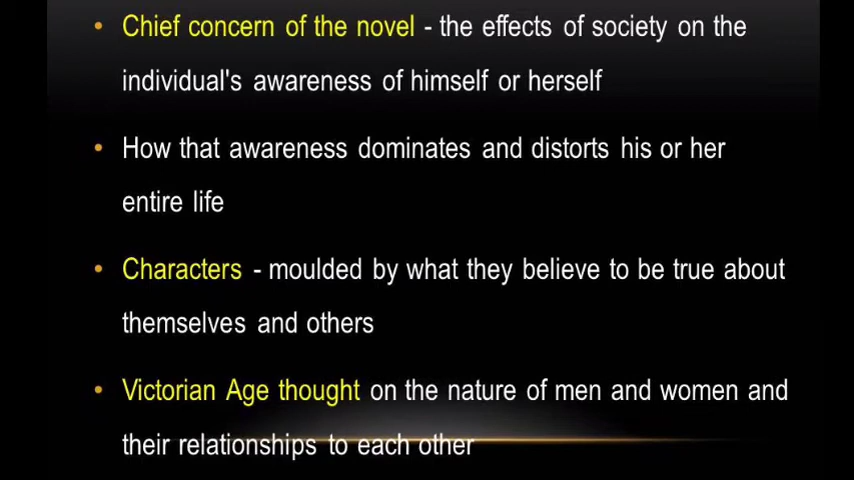 • Chief concern of the novel - the effects of society on the
individual's awareness of himself or herself
• How that awareness dominates and distorts his or her
entire life
• Characters - moulded by what they believe to be true about
themselves and others
• Victorian Age thought on the nature of men and women and
their relationships to each other